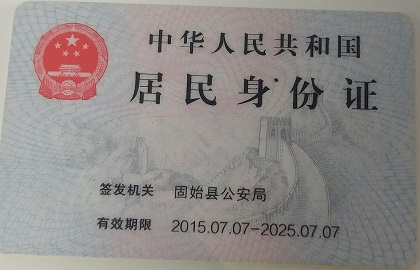 中华人民共和国
居民身份证
签发机关 固始县公安局
有效期限 2015.07.07-2025.07.07